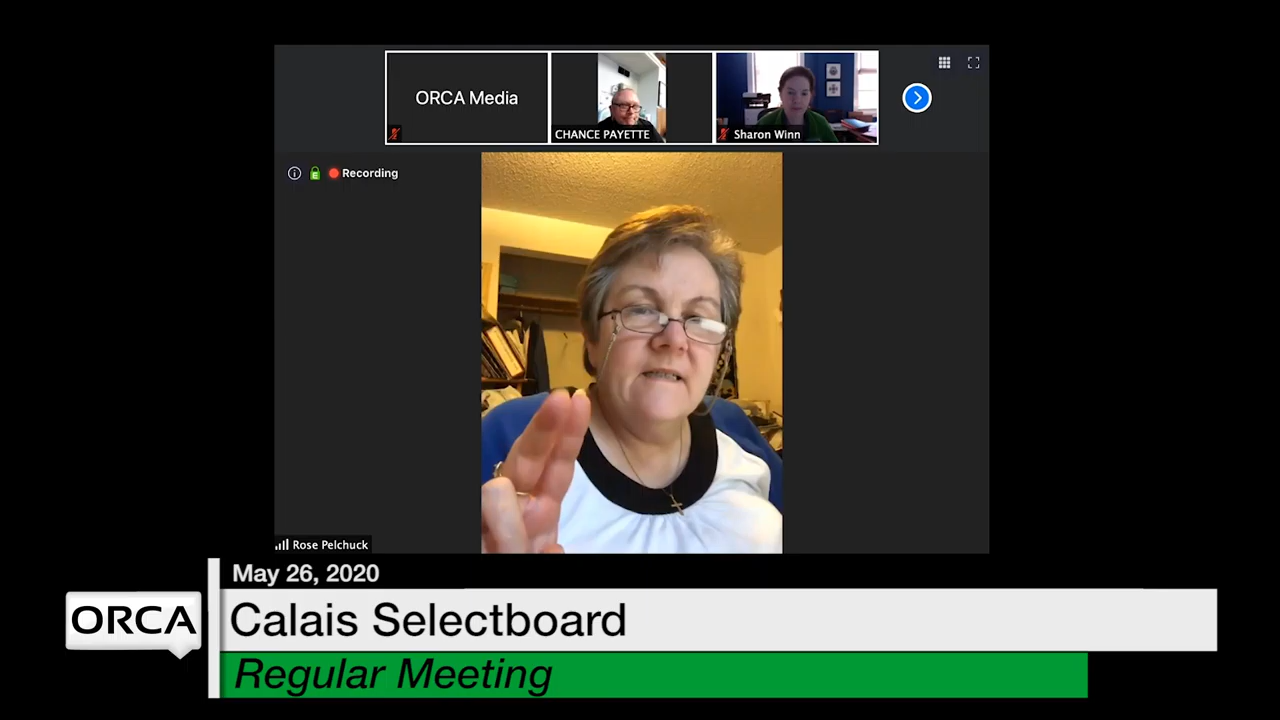 ORCA Media
CHANCE PAYETTE
Sharon Winn
Recording
Rose Pelchuck
May 26, 2020
ORCA
Calais Selectboard
Regular Meeting